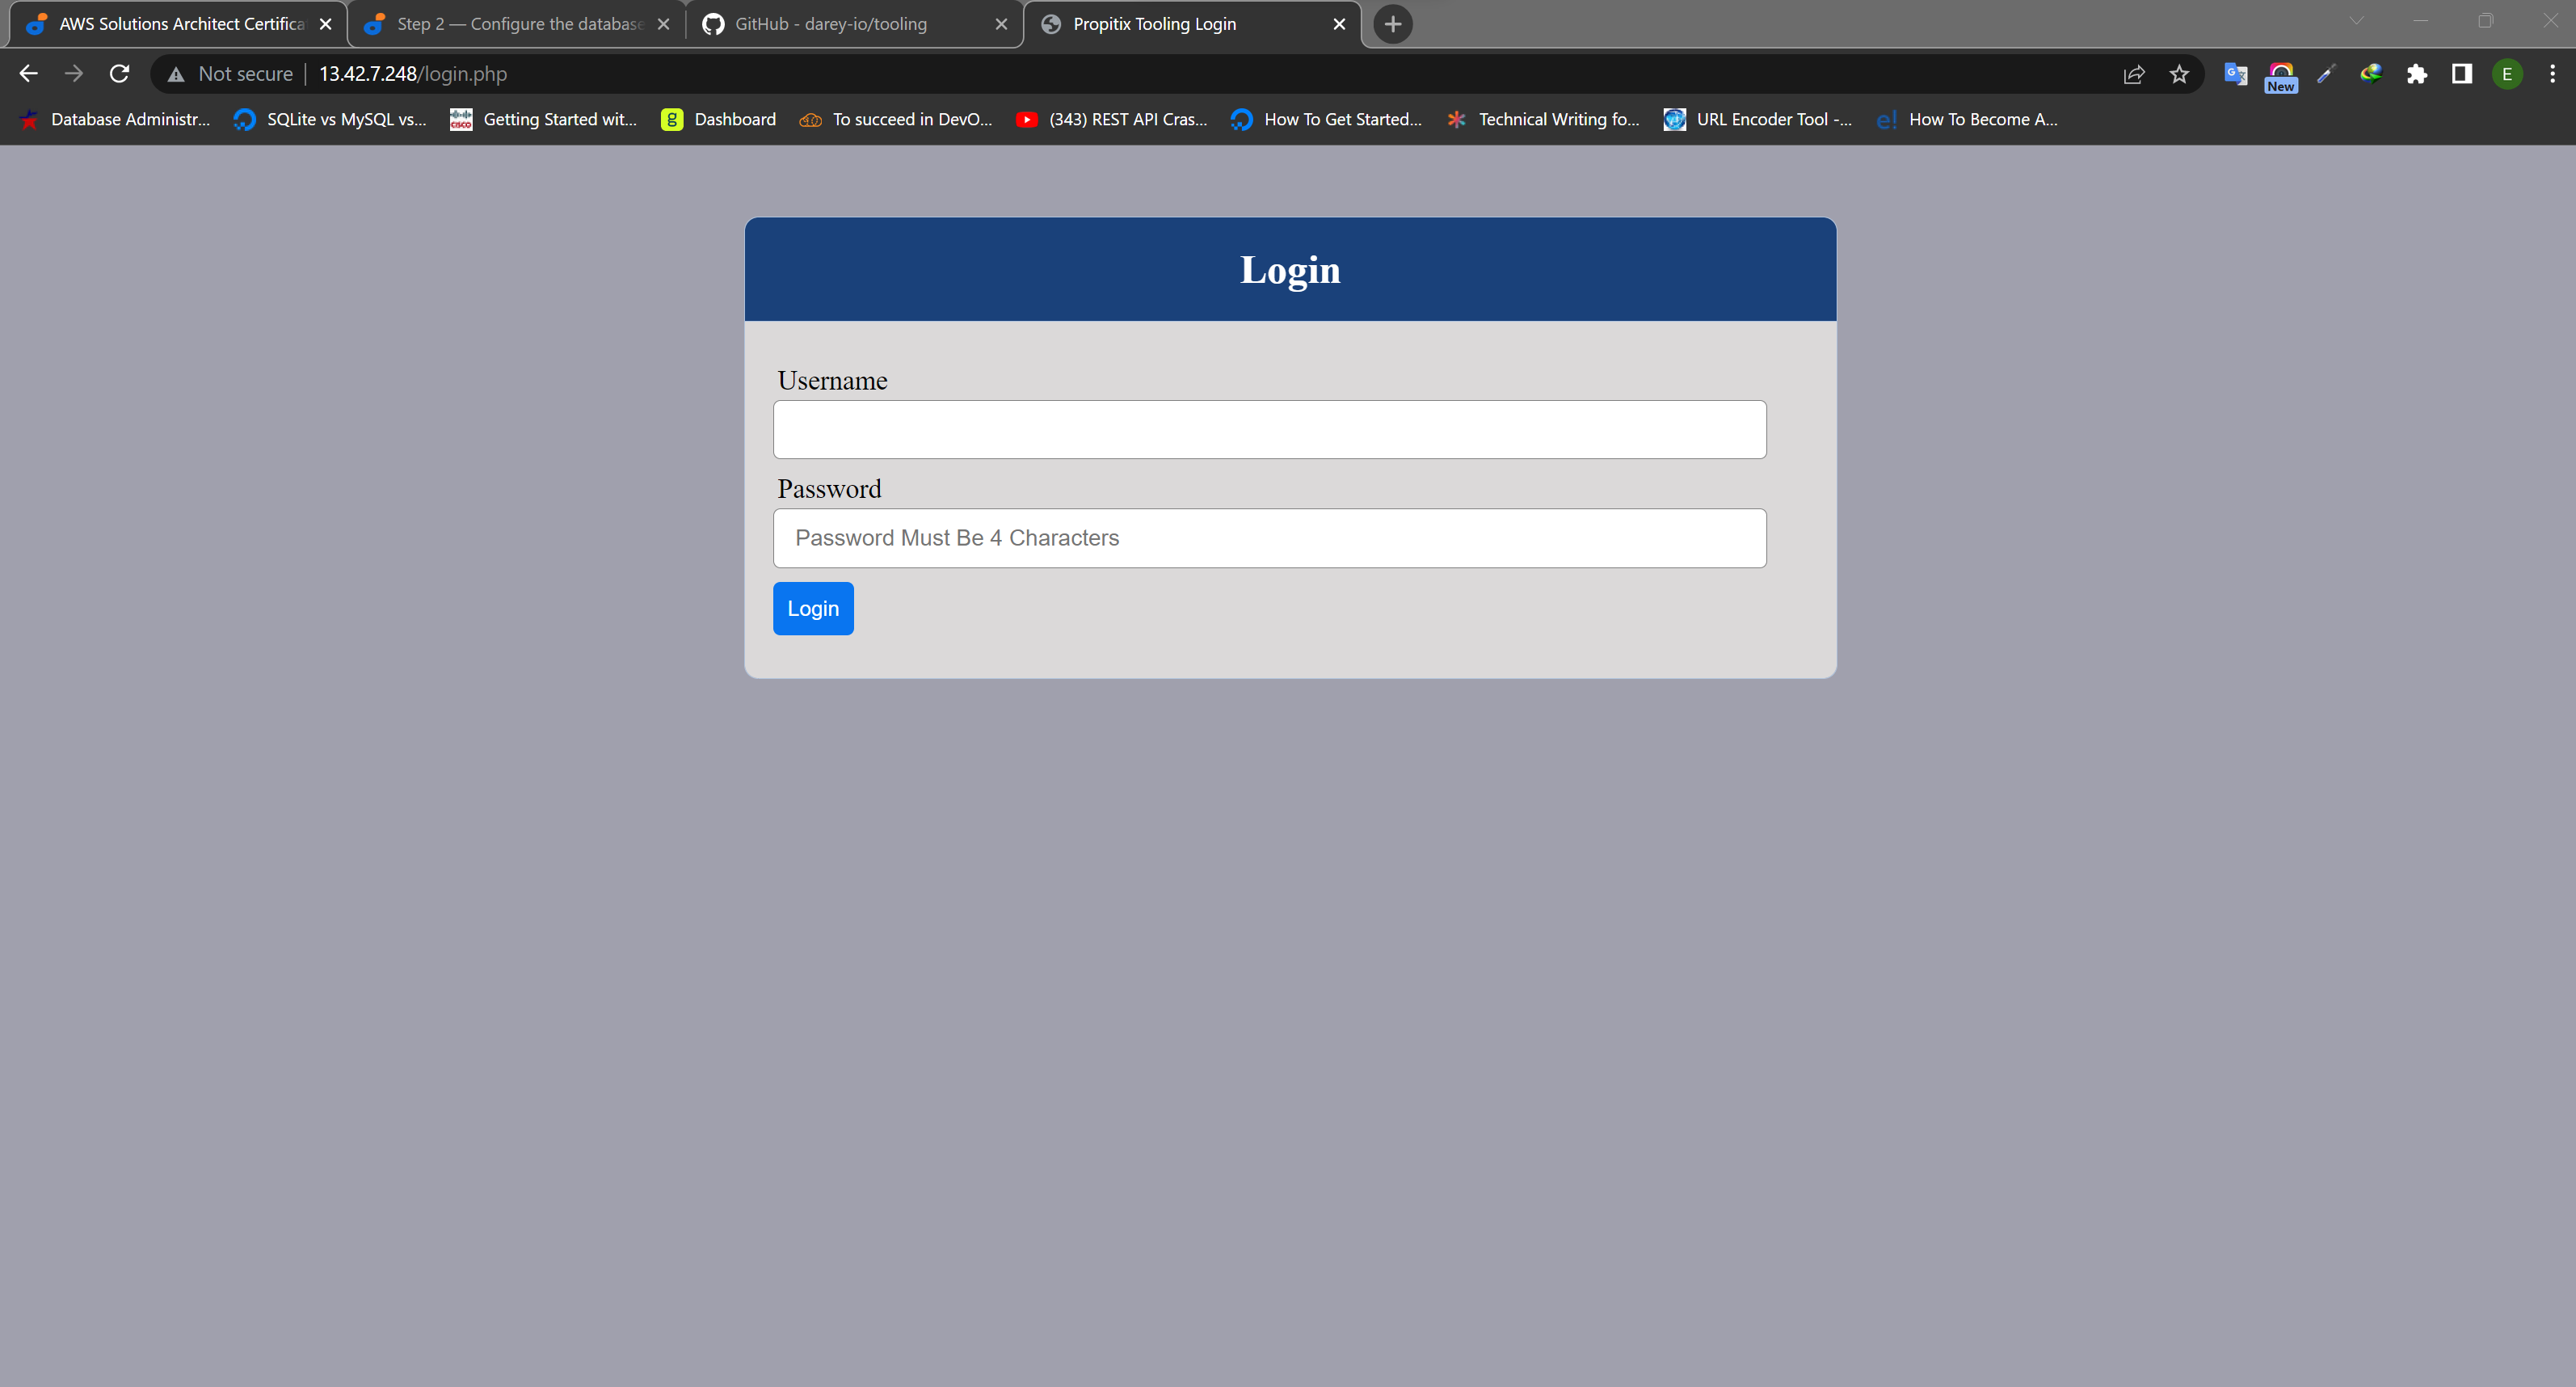 AWS Solutions Architect Certifica
Step 2 — Configure the database
GitHub - darey-io/tooling
Propitix Tooling Login
Not secure
13.42.7.248/login.php
New
E
Database Administr...
SQLite vs MySQL vs...
CISCO
Getting Started wit...
g
Dashboard
To succeed in DevO...
(343) REST API Cras...
How To Get Started...
Technical Writing fo...
URL Encoder Tool -...
e!
How To Become A...
Login
Username
Password
Password Must Be 4 Characters
Login